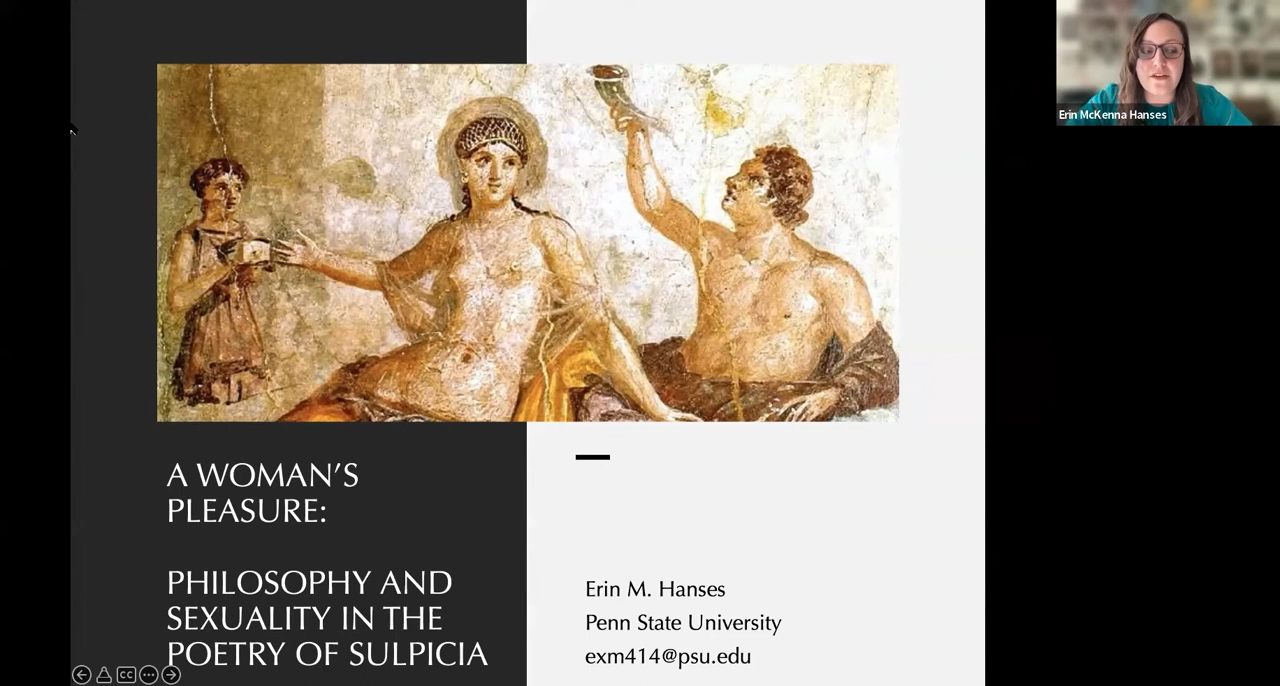 Erin McKenna Hanses
A WOMAN'S
PLEASURE:
PHILOSOPHY AND
SEXUALITY IN THE
POETRY OF SULPICIA
Erin M. Hanses
Penn State University
exm414@psu.edu
CC